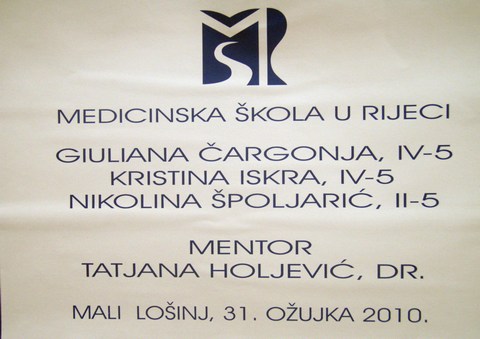 MEDICINSKA ŠKOLA U RIJECI
GIULIANA ČARGONJA, IV-5
KRISTINA ISKRA, IV-5
NIKOLINA ŠPOLJARIĆ, II-5
MENTOR
TATJANA HOLJEVIĆ, DR.
MALI LOŠINJ, 31. OŽUJKA 2010.